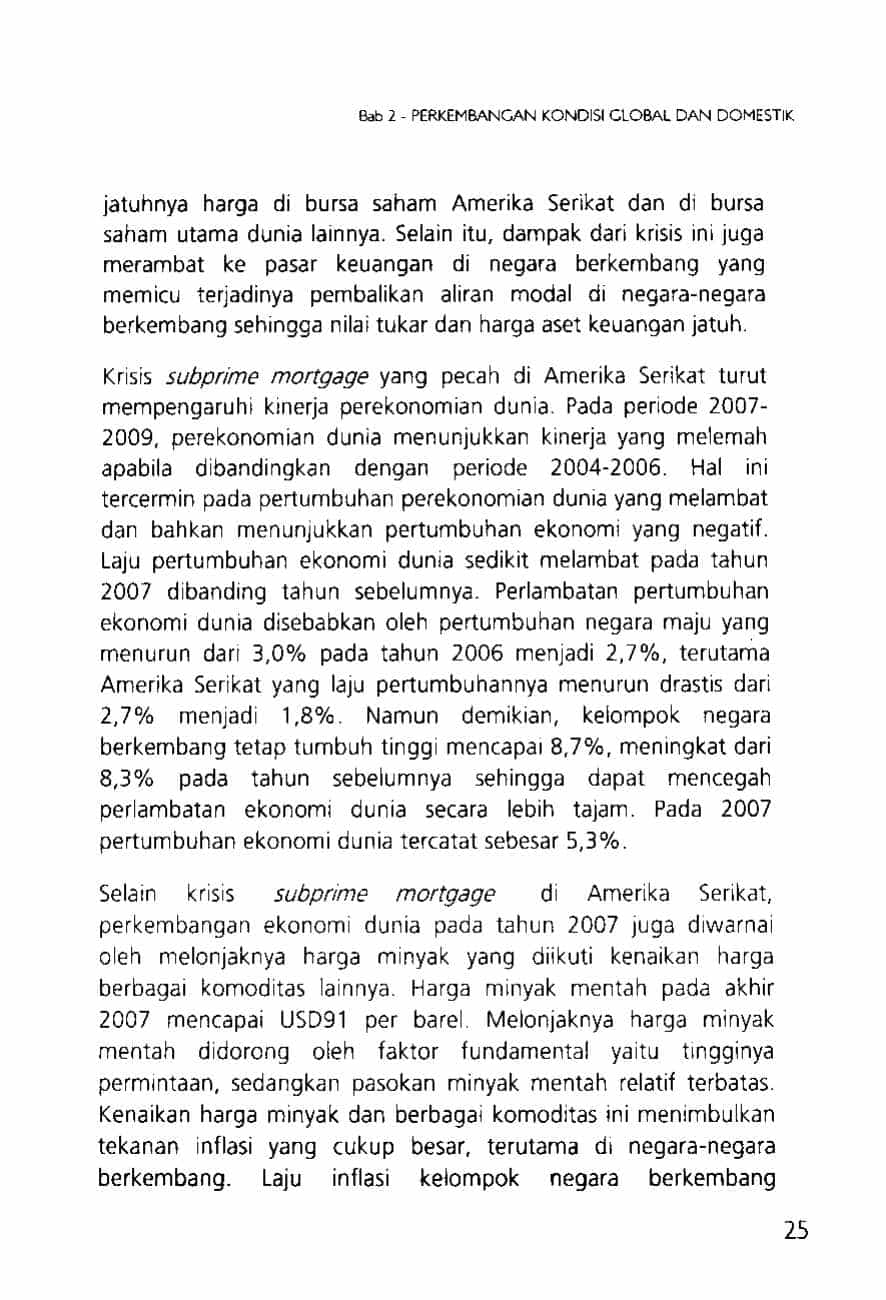 Bab 2 - PERKEMBANGAN KONDISI GLOBAL DAN DOMESTIK
jatuhnya harga di bursa saham Amerika Serikat dan di bursa
saham utama dunia lainnya. Selain itu, dampak dari krisis ini juga
merambat ke pasar keuangan di negara berkembang yang
memicu terjadinya pembalikan aliran modal di negara-negara
berkembang sehingga nilai tukar dan harga aset keuangan jatuh.
Krisis subprime mortgage yang pecah di Amerika Serikat turut
mempengaruhi kinerja perekonomian dunia. Pada periode 2007-
2009, perekonomian dunia menunjukkan kinerja yang melemah
apabila dibandingkan dengan periode 2004-2006. Hal ini
tercermin pada pertumbuhan perekonomian dunia yang melambat
dan bahkan menunjukkan pertumbuhan ekonomi yang negatif.
Laju pertumbuhan ekonomi dunia sedikit melambat pada tahun
2007 dibanding tahun sebelumnya. Perlambatan pertumbuhan
ekonomi dunia disebabkan oleh pertumbuhan negara maju yang
menurun dari 3,0% pada tahun 2006 menjadi 2,7%, terutama
Amerika Serikat yang laju pertumbuhannya menurun drastis dari
2,7% menjadi 1,8%. Namun demikian, kelompok negara
berkembang tetap tumbuh tinggi mencapai 8,7%, meningkat dari
8,3% pada tahun sebelumnya sehingga dapat mencegah
perlambatan ekonomi dunia secara lebih tajam. Pada 2007
pertumbuhan ekonomi dunia tercatat sebesar 5,3%.
Selain krisis subprime mortgage di Amerika Serikat,
perkembangan ekonomi dunia pada tahun 2007 juga diwarnai
oleh melonjaknya harga minyak yang diikuti kenaikan harga
berbagai komoditas lainnya. Harga minyak mentah pada akhir
2007 mencapai USD91 per barel. Melonjaknya harga minyak
mentah didorong oleh faktor fundamental yaitu tingginya
permintaan, sedangkan pasokan minyak mentah relatif terbatas.
Kenaikan harga minyak dan berbagai komoditas ini menimbulkan
tekanan inflasi yang cukup besar, terutama di negara-negara
berkembang. Laju inflasi kelompok negara berkembang
25